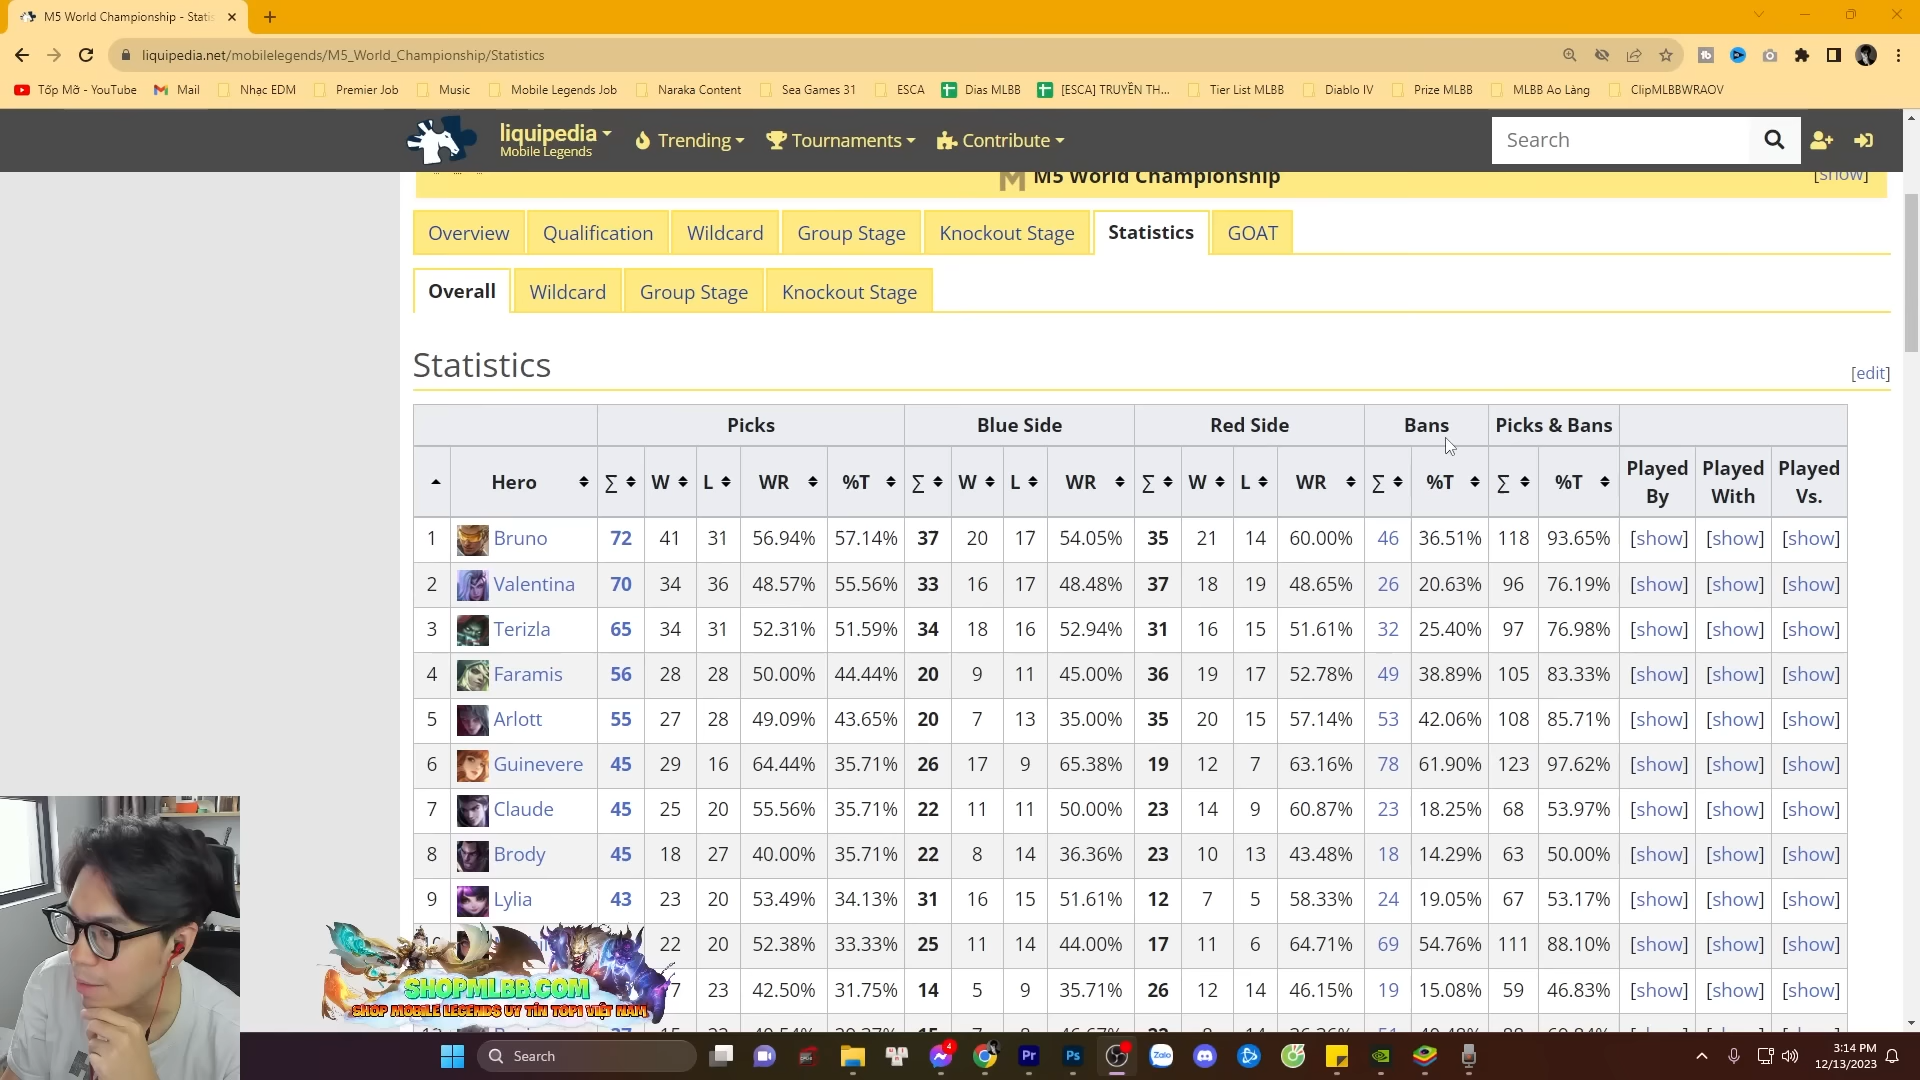 M5 World Championship - Statis
liquipedia.net/mobilelegends/M5_World_Championship/Statistics
Tốp Mỡ - YouTube Mail Nhạc EDM Premier Job Music Mobile Legends Job Naraka Content Sea Games 31 ESCA Dias MLBB [ESCA] TRUYỀN TH... Tier List MLBB Diablo IV Prize MLBB MLBB Ao Làng ClipMLBBWRAOV
liquipedia Trending Tournaments Contribute Search
Mobile Legends
M5 World Championship [show]
Overview Qualification Wildcard Group Stage Knockout Stage Statistics GOAT
Overall Wildcard Group Stage Knockout Stage
Statistics [edit]
Picks Blue Side Red Side Bans Picks & Bans
Hero ∑ W L WR %T ∑ W L WR ∑ W L WR ∑ %T ∑ %T Played By Played With Played Vs.
1 Bruno 72 41 31 56.94% 57.14% 37 20 17 54.05% 35 21 14 60.00% 46 36.51% 118 93.65% [show] [show] [show]
2 Valentina 70 34 36 48.57% 55.56% 33 16 17 48.48% 37 18 19 48.65% 26 20.63% 96 76.19% [show] [show] [show]
3 Terizla 65 34 31 52.31% 51.59% 34 18 16 52.94% 31 16 15 51.61% 32 25.40% 97 76.98% [show] [show] [show]
4 Faramis 56 28 28 50.00% 44.44% 20 9 11 45.00% 36 19 17 52.78% 49 38.89% 105 83.33% [show] [show] [show]
5 Arlott 55 27 28 49.09% 43.65% 20 7 13 35.00% 35 20 15 57.14% 53 42.06% 108 85.71% [show] [show] [show]
6 Guinevere 45 29 16 64.44% 35.71% 26 17 9 65.38% 19 12 7 63.16% 78 61.90% 123 97.62% [show] [show] [show]
7 Claude 45 25 20 55.56% 35.71% 22 11 11 50.00% 23 14 9 60.87% 23 18.25% 68 53.97% [show] [show] [show]
8 Brody 45 18 27 40.00% 35.71% 22 8 14 36.36% 23 10 13 43.48% 18 14.29% 63 50.00% [show] [show] [show]
9 Lylia 43 23 20 53.49% 34.13% 31 16 15 51.61% 12 7 5 58.33% 24 19.05% 67 53.17% [show] [show] [show]
22 20 52.38% 33.33% 25 11 14 44.00% 17 11 6 64.71% 69 54.76% 111 88.10% [show] [show] [show]
7 23 42.50% 31.75% 14 5 9 35.71% 26 12 14 46.15% 19 15.08% 59 46.83% [show] [show] [show]
SHOPMLBB.COM
SHOP MOBILE LEGENDS UY TÍN TOP1 VIỆT NAM
Search 4 Zalo 3:14 PM
12/13/2023